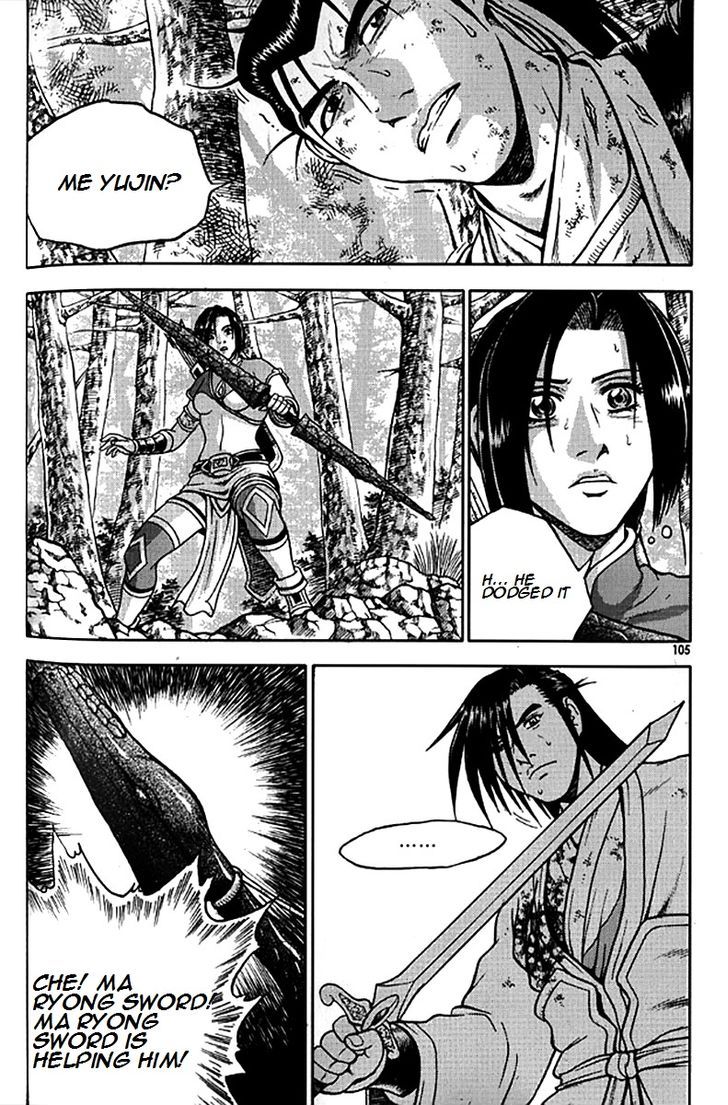 ME YUJIN?
H... HE
DODGED IT
105
......
CHE! MA
RYONG SWORD!
MA RYONG
SWORD IS
HELPING HIM!